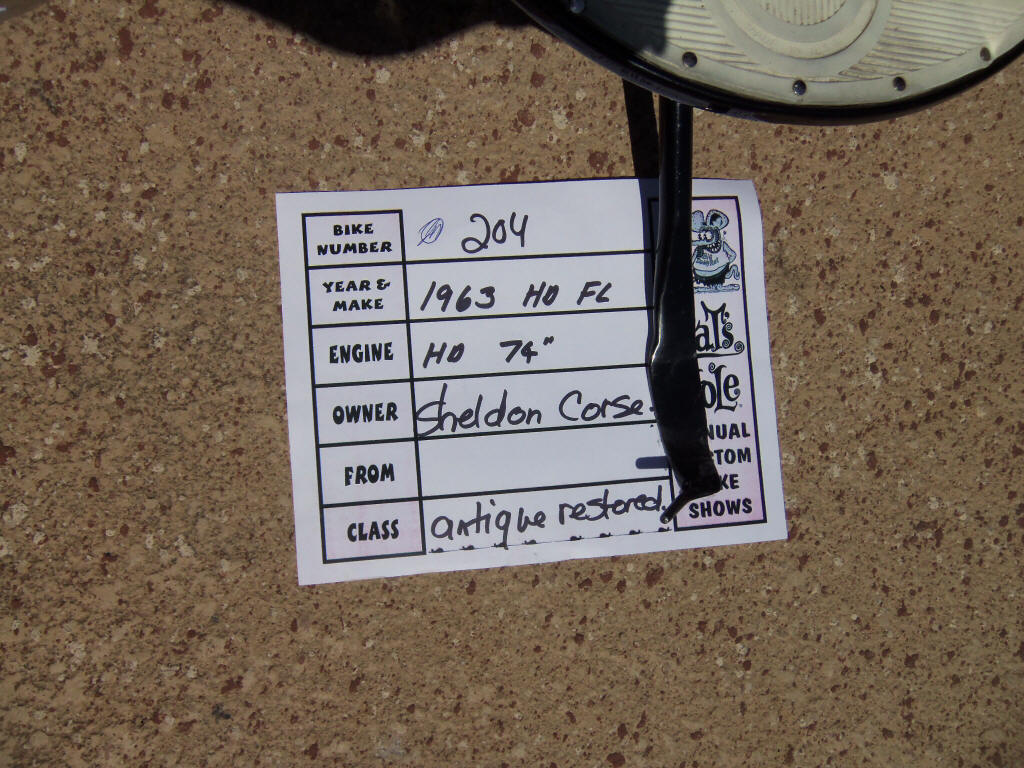 BIKE NUMBER 204
YEAR & MAKE 1963 HD FL
ENGINE HD 74"
OWNER Sheldon Corse.
FROM
CLASS antique restored.
SHOWS